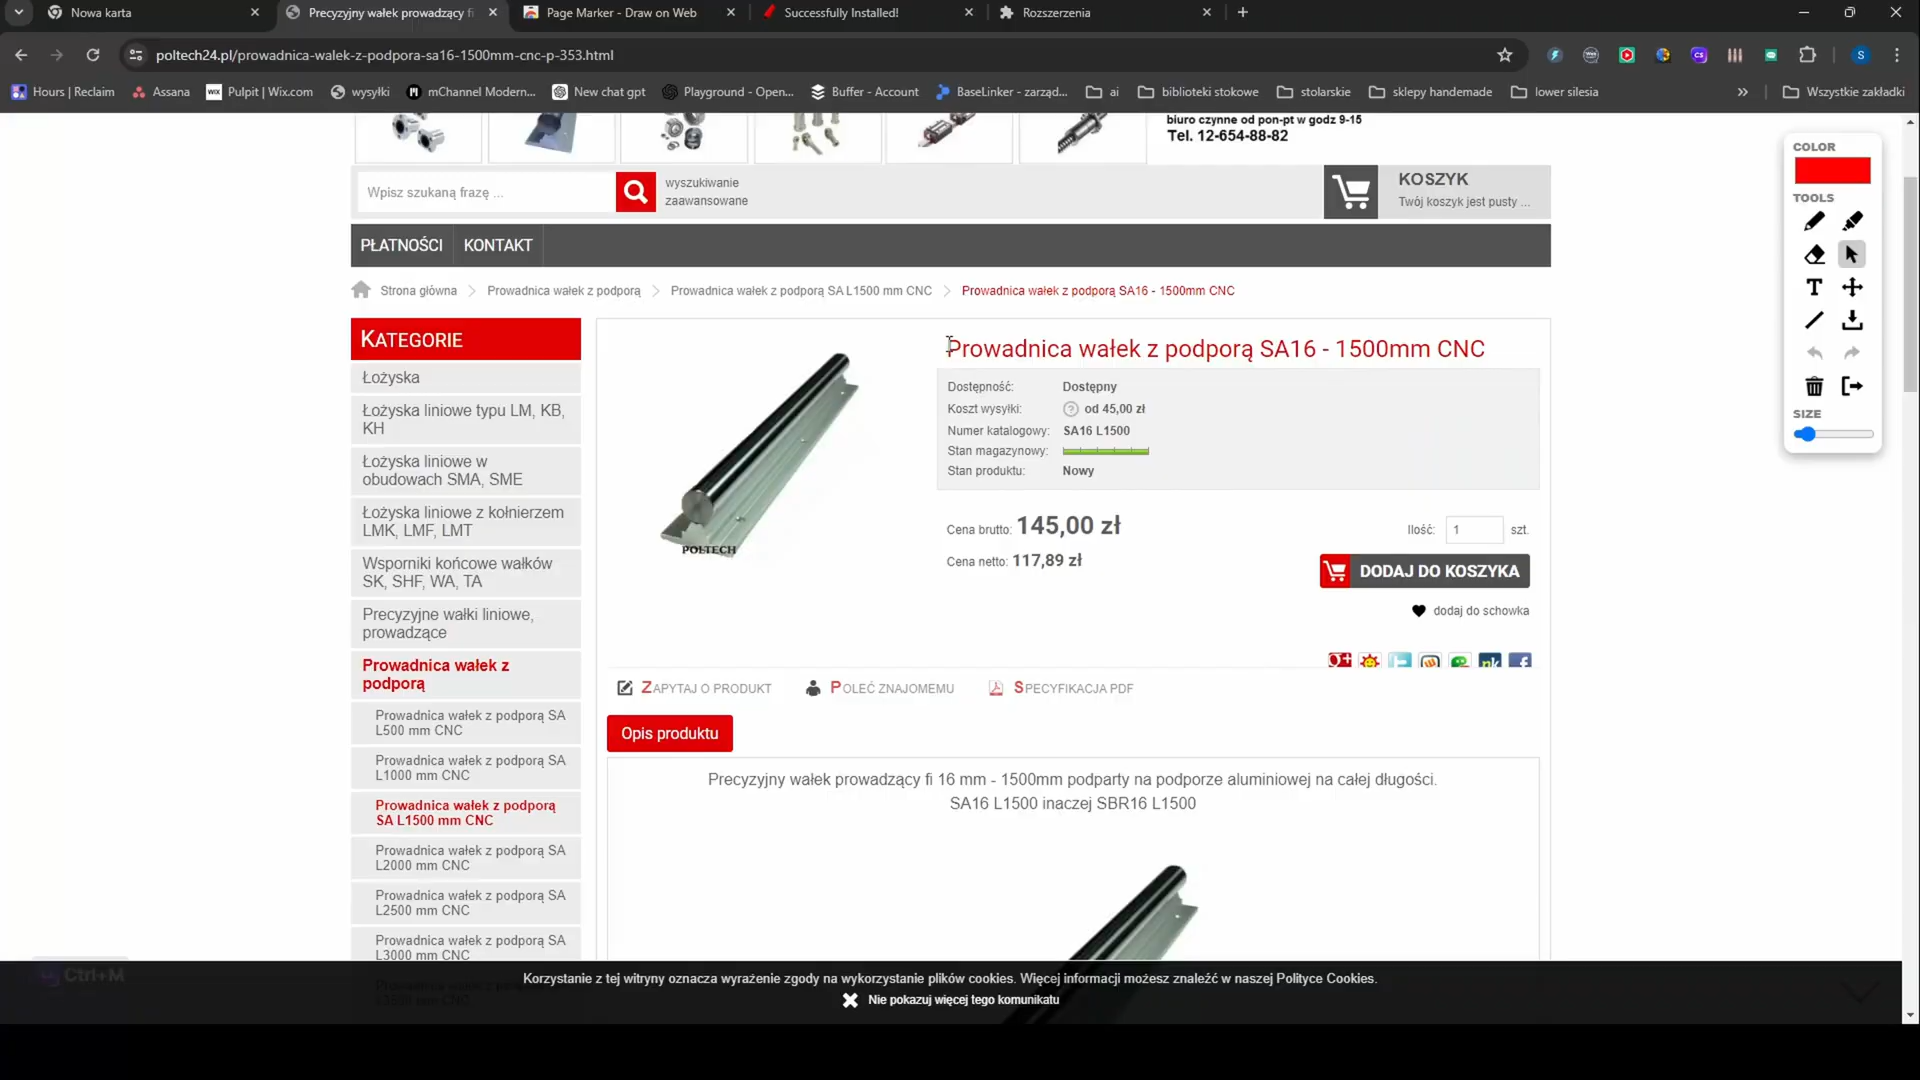 Nowa karta
Precyzyjny wałek prowadzący fi
Page Marker - Draw on Web
Successfully Installed!
Rozszerzenia
poltech24.pl/prowadnica-walek-z-podpora-sa16-1500mm-cnc-p-353.html
S
Hours | Reclaim
Assana
WIX
Pulpit | Wix.com
wysyłki
mChannel Modern...
New chat gpt
Playground - Open...
Buffer - Account
BaseLinker - zarząd...
ai
biblioteki stokowe
stolarskie
sklepy handemade
lower silesia
Wszystkie zakładki
biuro czynne od pon-pt w godz 9-15
Tel. 12-654-88-82
Wpisz szukaną frazę ...
wyszukiwanie
zaawansowane
KOSZYK
Twój koszyk jest pusty ...
PŁATNOŚCI
KONTAKT
Strona główna
Prowadnica wałek z podporą
Prowadnica wałek z podporą SA L1500 mm CNC
Prowadnica wałek z podporą SA16 - 1500mm CNC
KATEGORIE
Łożyska
Łożyska liniowe typu LM, KB,
KH
Łożyska liniowe w
obudowach SMA, SME
Łożyska liniowe z kołnierzem
LMK, LMF, LMT
Wsporniki końcowe wałków
SK, SHF, WA, TA
Precyzyjne wałki liniowe,
prowadzące
Prowadnica wałek z
podporą
Prowadnica wałek z podporą SA
L500 mm CNC
Prowadnica wałek z podporą SA
L1000 mm CNC
Prowadnica wałek z podporą
SA L1500 mm CNC
Prowadnica wałek z podporą SA
L2000 mm CNC
Prowadnica wałek z podporą SA
L2500 mm CNC
Prowadnica wałek z podporą SA
L3000 mm CNC
POLTECH
Prowadnica wałek z podporą SA16 - 1500mm CNC
Dostępność: Dostępny
Koszt wysyłki: ? od 45,00 zł
Numer katalogowy: SA16 L1500
Stan magazynowy:
Stan produktu: Nowy
Cena brutto: 145,00 zł
Cena netto: 117,89 zł
Ilość: 1 szt.
DODAJ DO KOSZYKA
dodaj do schowka
ZAPYTAJ O PRODUKT
POLEĆ ZNAJOMEMU
SPECYFIKACJA PDF
Opis produktu
Precyzyjny wałek prowadzący fi 16 mm - 1500mm podparty na podporze aluminiowej na całej długości.
SA16 L1500 inaczej SBR16 L1500
Ctrl+M
Korzystanie z tej witryny oznacza wyrażenie zgody na wykorzystanie plików cookies. Więcej informacji możesz znaleźć w naszej Polityce Cookies.
Nie pokazuj więcej tego komunikatu
COLOR
TOOLS
T
SIZE